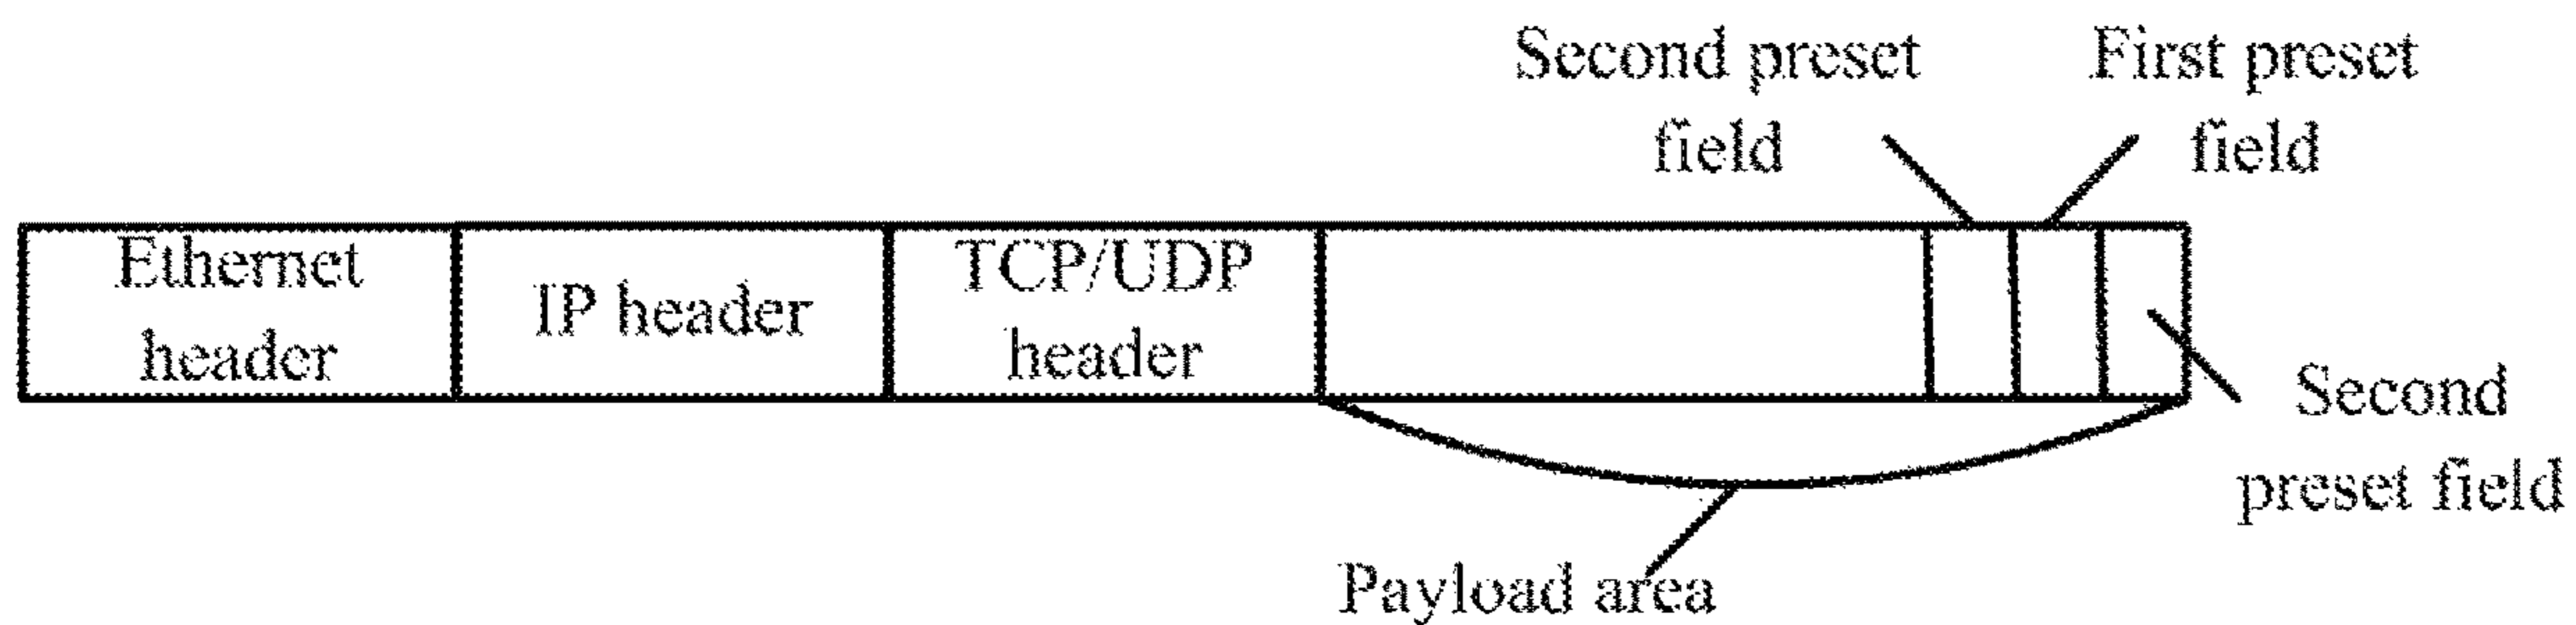 Second preset
field
First preset
field
Ethernet
header
IP header
TCP/UDP
header
Second
preset field
Payload area